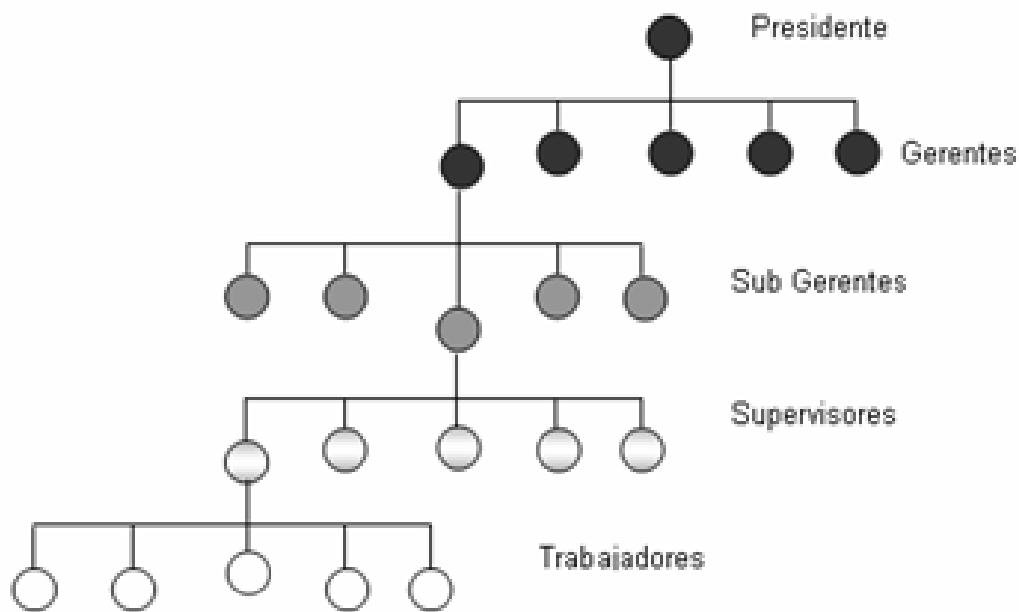 Presidente
Gerentes
Sub Gerentes
Supervisores
Trabajadores